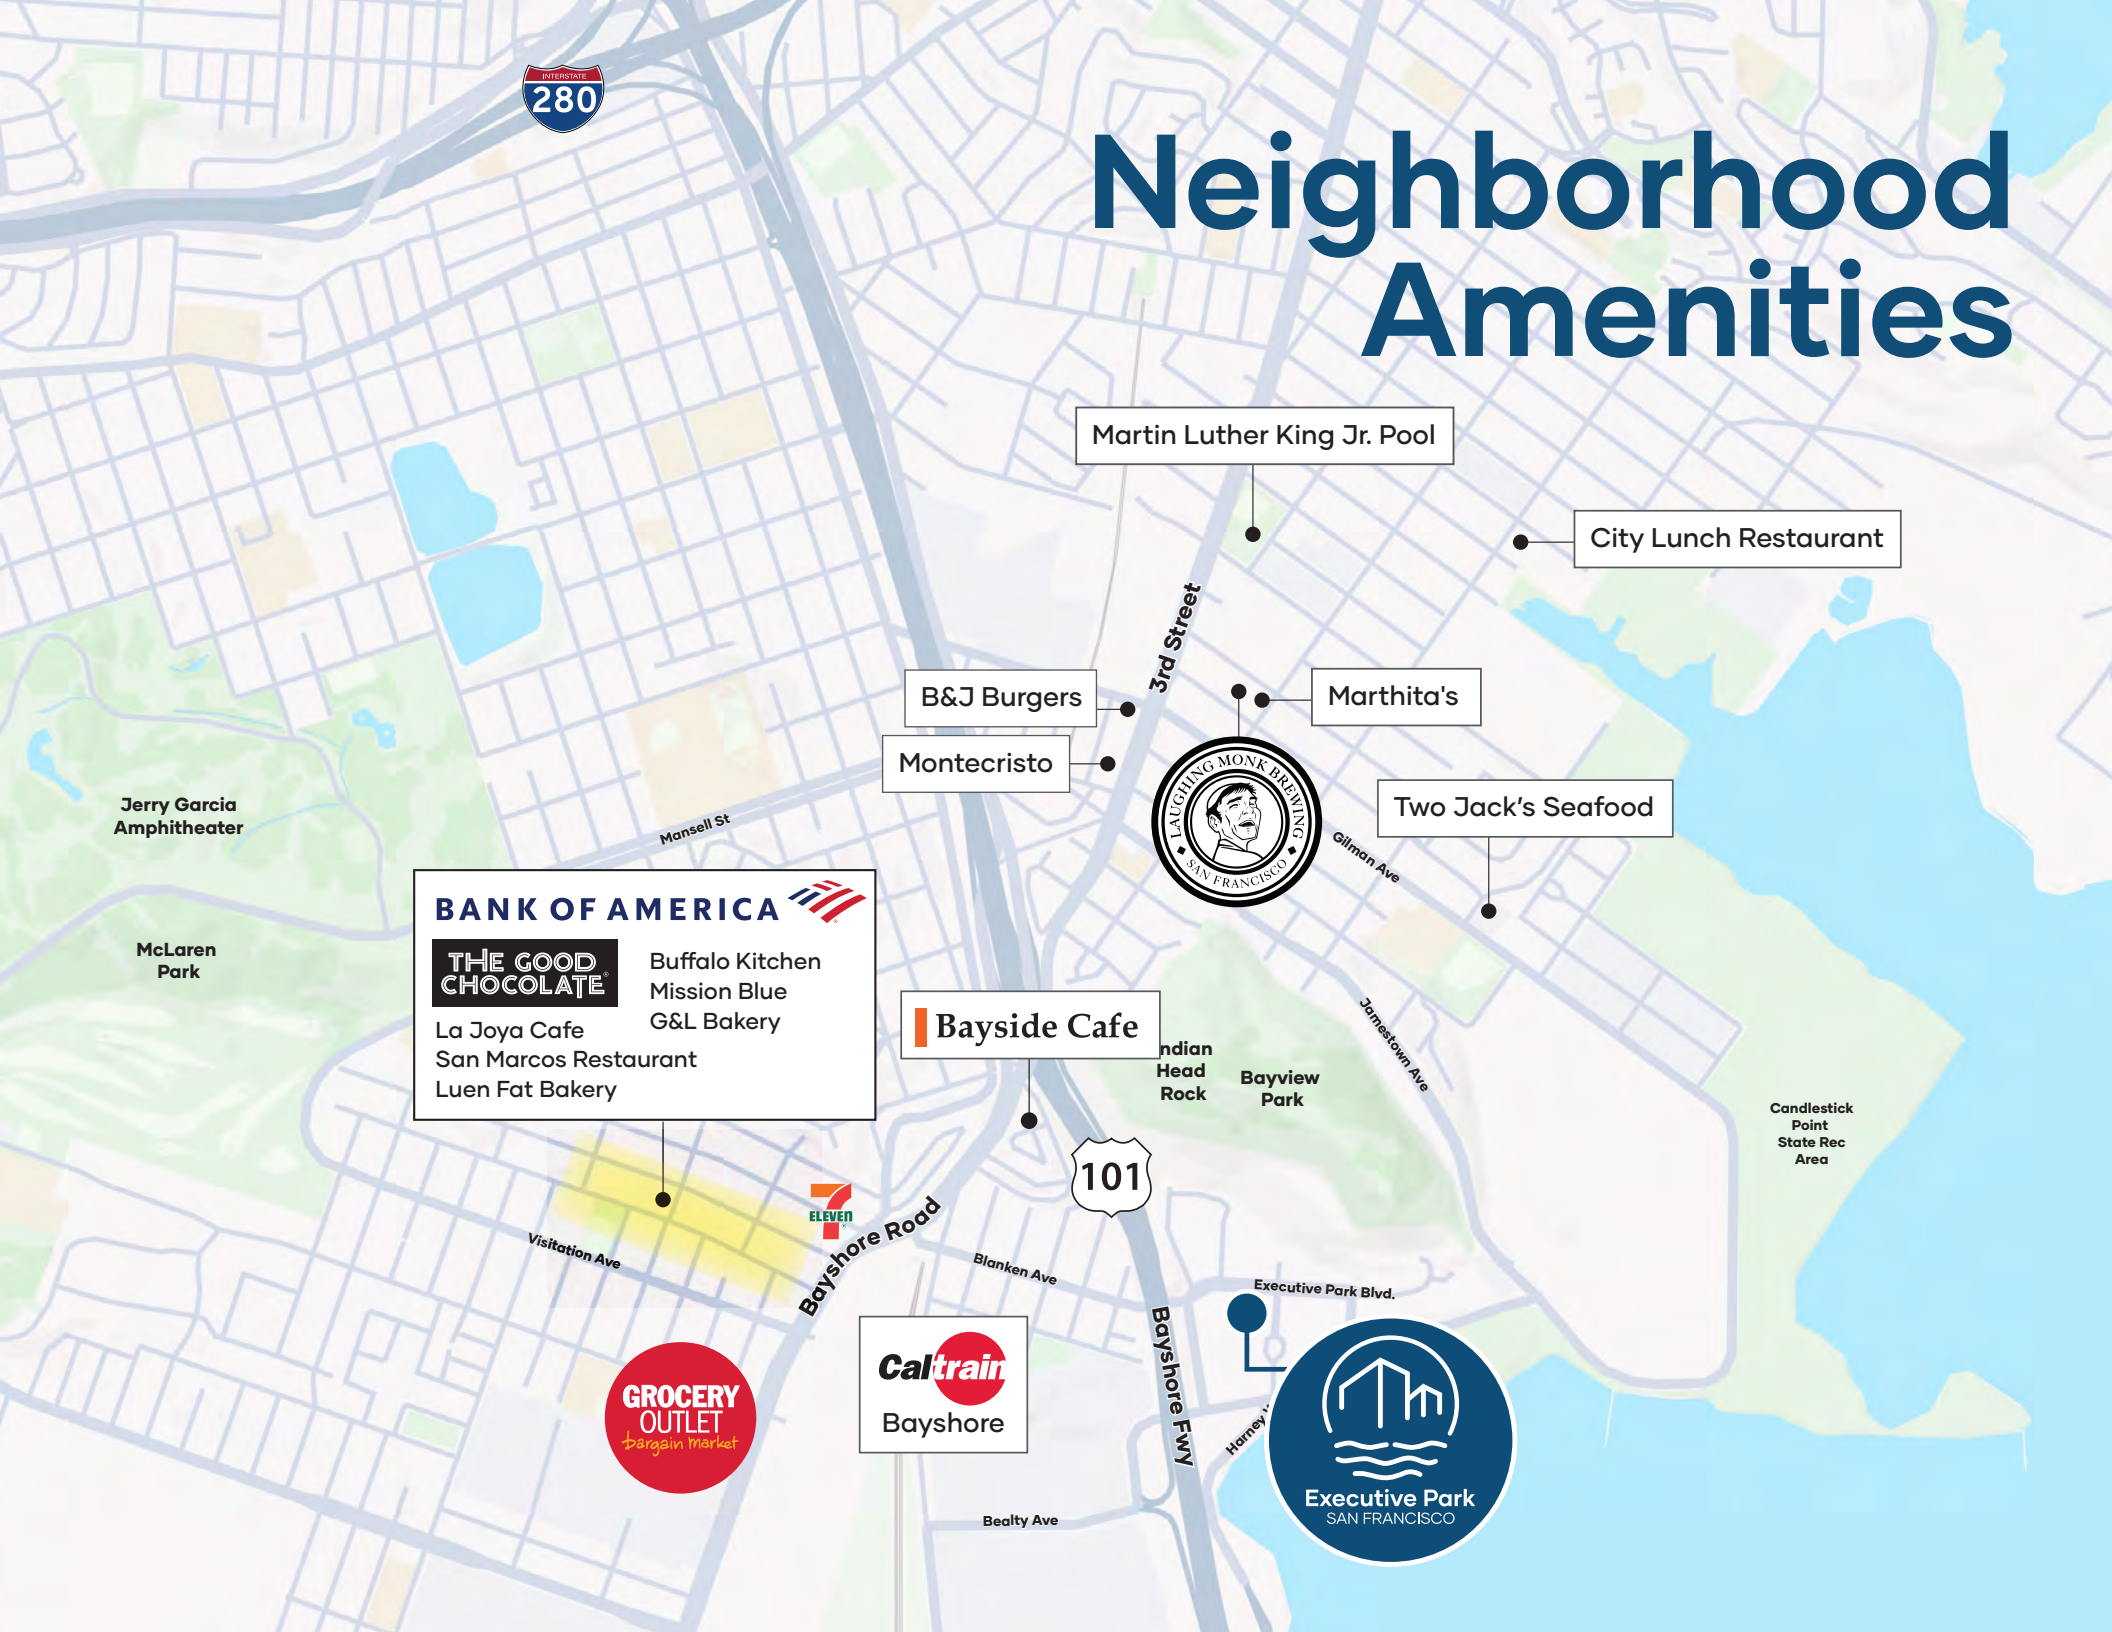 INTERSTATE
280
Neighborhood
Amenities
Martin Luther King Jr. Pool
City Lunch Restaurant
3rd Street
B&J Burgers
Marthita's
Montecristo
LAUGHING MONK BREWING
SAN FRANCISCO
Two Jack's Seafood
Gilman Ave
Jerry Garcia
Amphitheater
Mansell St
McLaren
Park
BANK OF AMERICA
THE GOOD
CHOCOLATE
Buffalo Kitchen
Mission Blue
G&L Bakery
La Joya Cafe
San Marcos Restaurant
Luen Fat Bakery
Bayside Cafe
ndian
Head
Rock
Bayview
Park
Jamestown Ave
Candlestick
Point
State Rec
Area
101
7
ELEVEn
Bayshore Road
Visitation Ave
Blanken Ave
Executive Park Blvd.
Bayshore Fwy
GROCERY
OUTLET
bargain market
Caltrain
Bayshore
Harney
Executive Park
SAN FRANCISCO
Bealty Ave